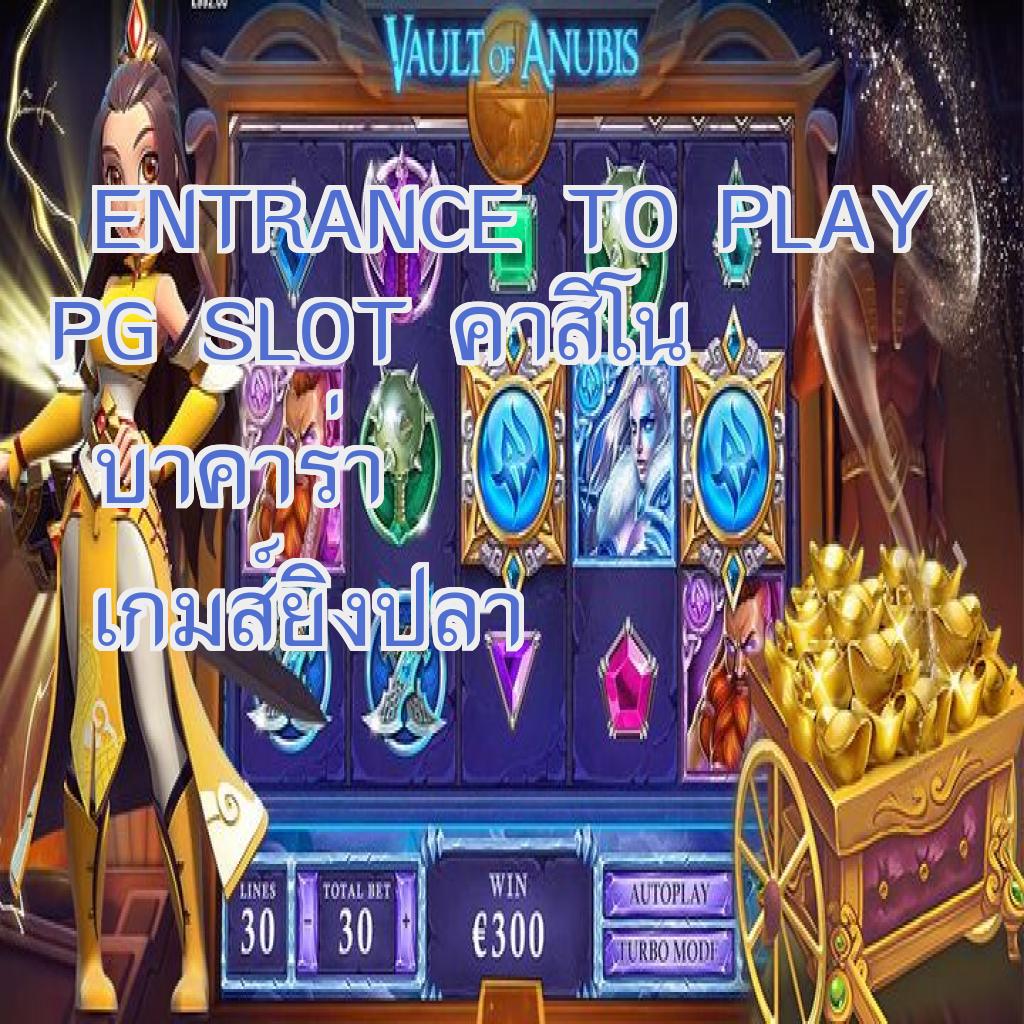 VAULT OF ANUBIS
ENTRANCE TO PLAY
PG SLOT คาสิโน
บาคาร่า
เกมส์ยิงปลา
LINES
30
TOTAL BET
- 30 +
WIN
€300
AUTOPLAY
TURBO MODE